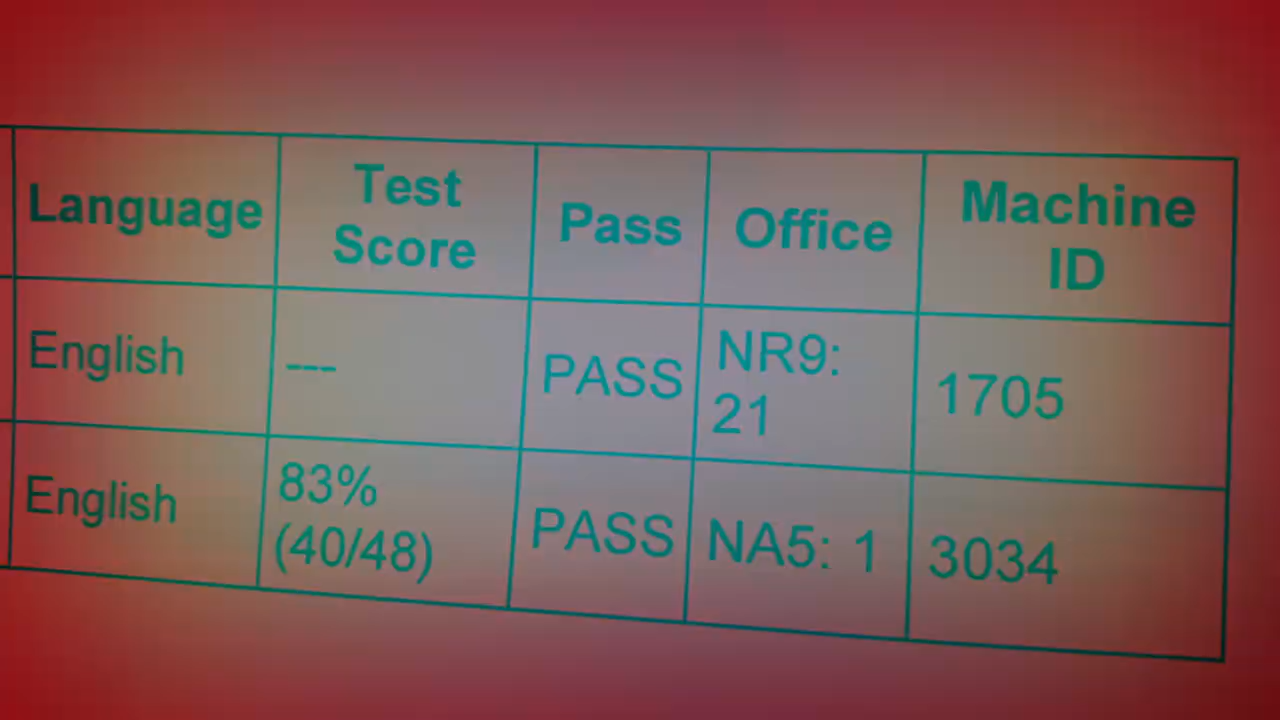 Language Test Score Pass Office Machine ID
English --- PASS NR9: 21 1705
English 83% (40/48) PASS NA5: 1 3034